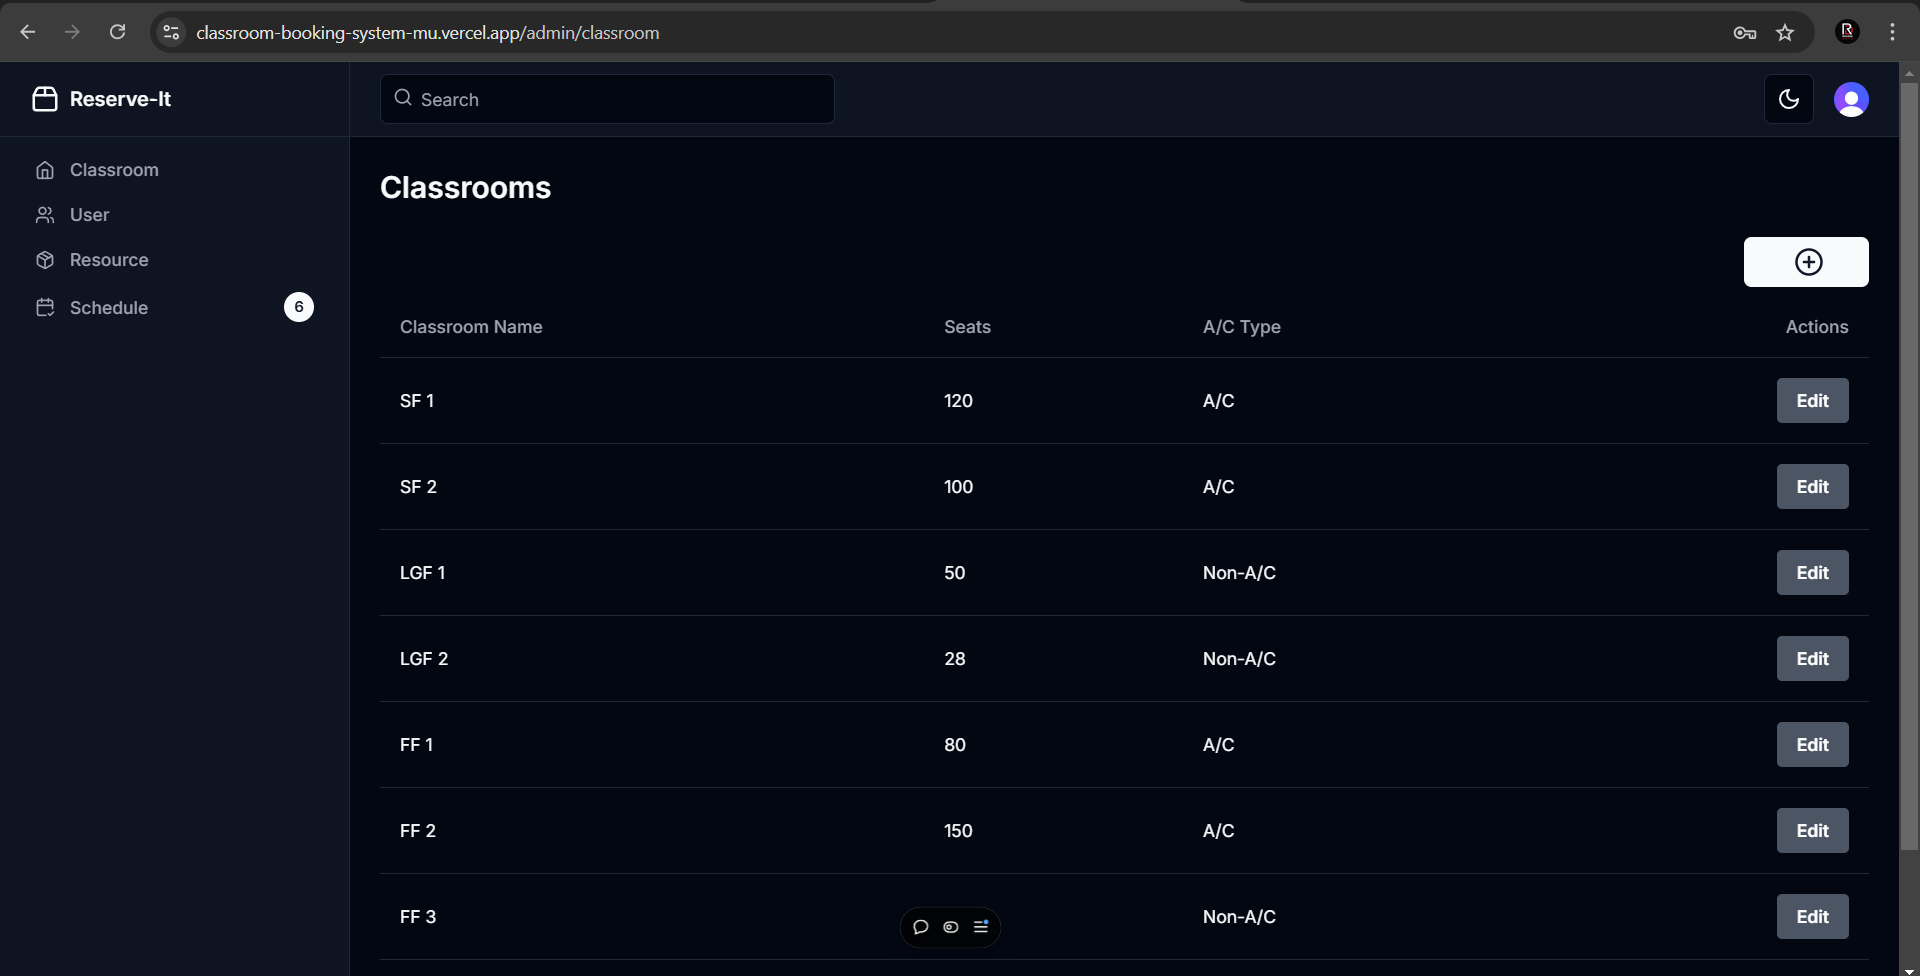 classroom-booking-system-mu.vercel.app/admin/classroom
Reserve-It
Search
Classroom
User
Resource
Schedule 6
Classrooms
Classroom Name Seats A/C Type Actions
SF 1 120 A/C Edit
SF 2 100 A/C Edit
LGF 1 50 Non-A/C Edit
LGF 2 28 Non-A/C Edit
FF 1 80 A/C Edit
FF 2 150 A/C Edit
FF 3 Non-A/C Edit